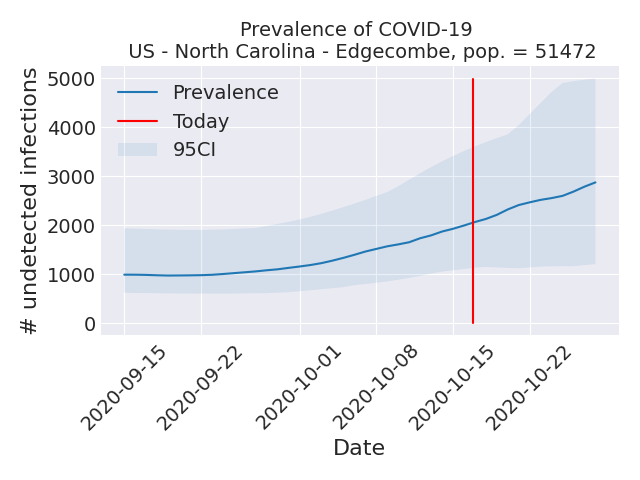 Prevalence of COVID-19
US - North Carolina - Edgecombe, pop. = 51472
# undetected infections
5000
4000
3000
2000
1000
0
Prevalence
Today
95CI
2020-09-15
2020-09-22
2020-10-01
2020-10-08
2020-10-15
2020-10-22
Date